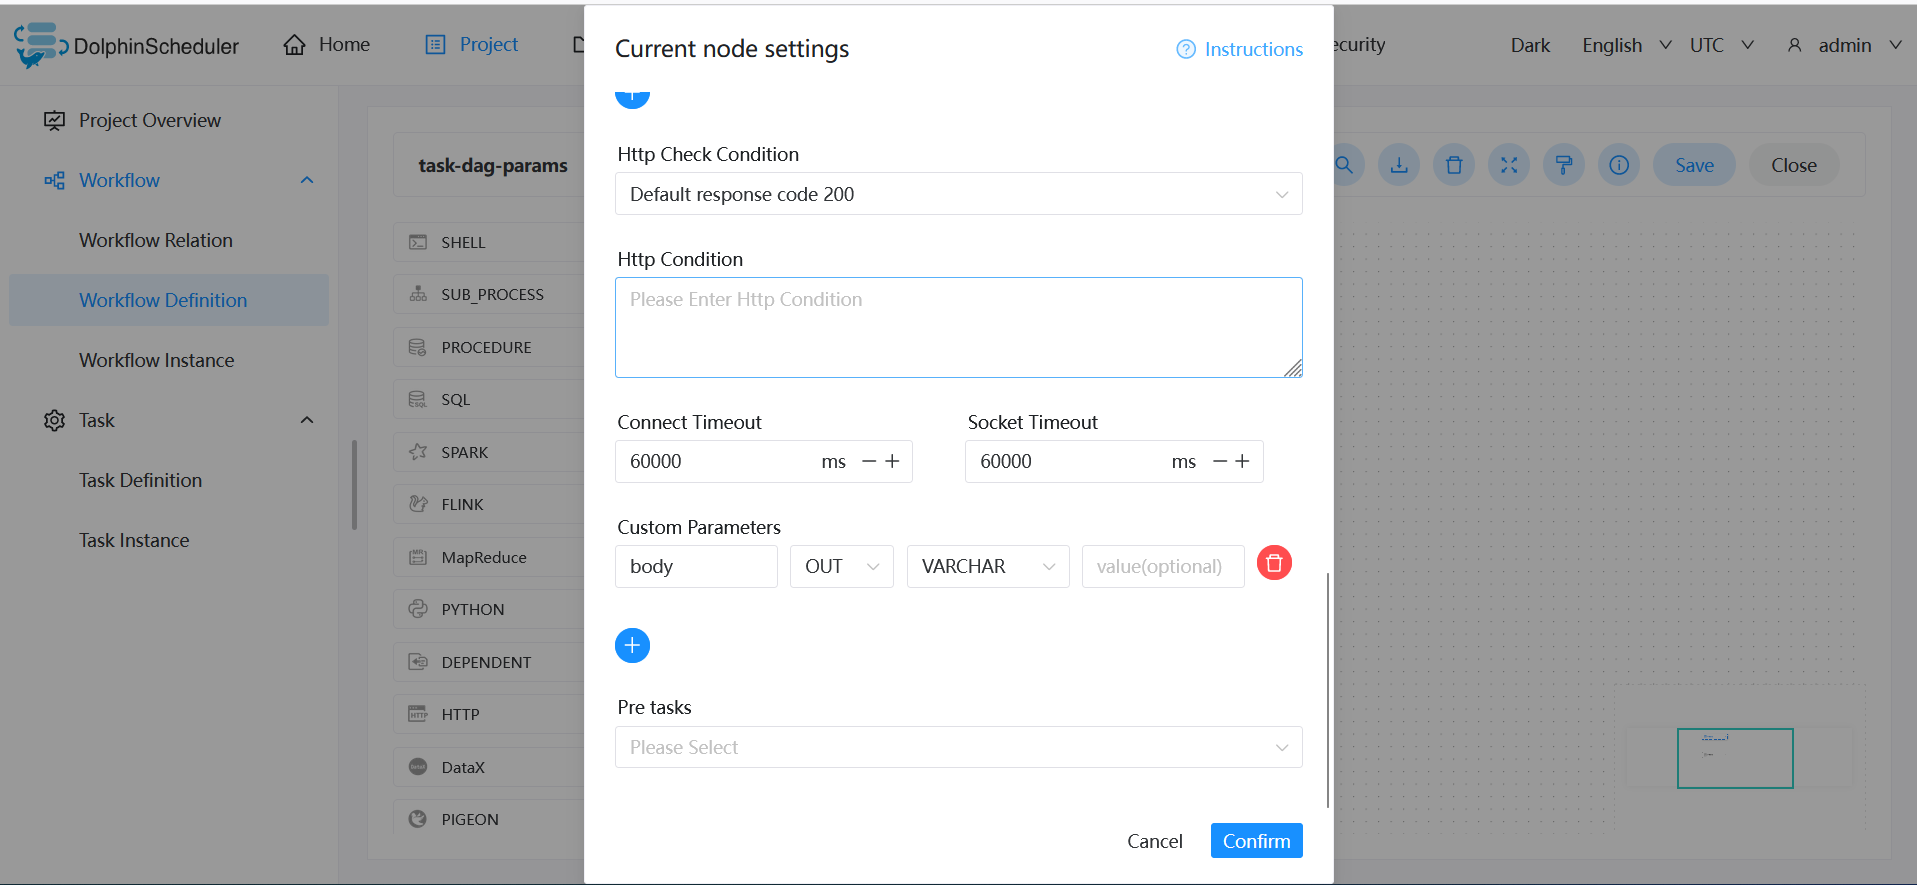 DolphinScheduler
Home
Project
Security
Dark
English
UTC
admin
Project Overview
Workflow
Workflow Relation
Workflow Definition
Workflow Instance
Task
Task Definition
Task Instance
task-dag-params
SHELL
SUB_PROCESS
PROCEDURE
SQL
SPARK
FLINK
MapReduce
PYTHON
DEPENDENT
HTTP
DataX
PIGEON
Save
Close
Current node settings
Instructions
Http Check Condition
Default response code 200
Http Condition
Please Enter Http Condition
Connect Timeout
Socket Timeout
60000 ms
60000 ms
Custom Parameters
body OUT VARCHAR value(optional)
Pre tasks
Please Select
Cancel
Confirm